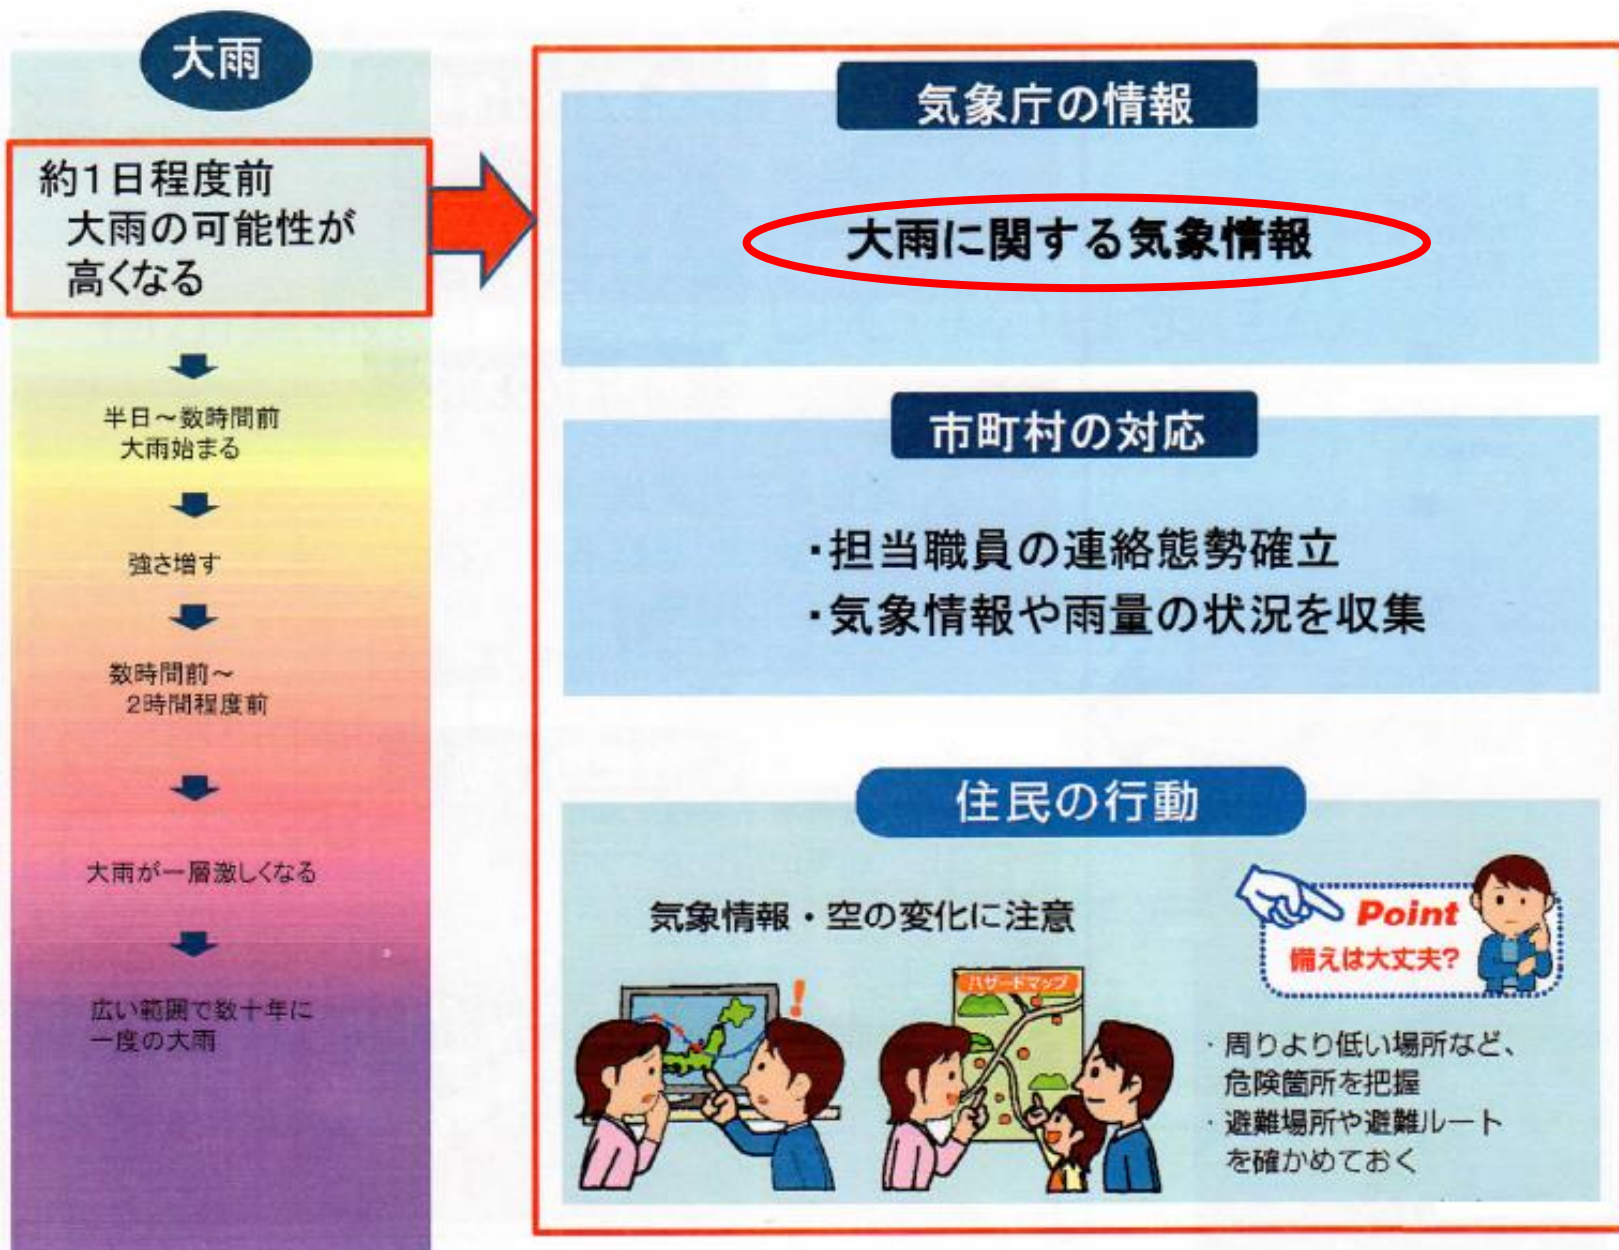 大雨
約1日程度前
大雨の可能性が
高くなる
半日～数時間前
大雨始まる
強さ増す
数時間前～
2時間程度前
大雨が一層激しくなる
広い範囲で数十年に
一度の大雨
気象庁の情報
大雨に関する気象情報
市町村の対応
・担当職員の連絡態勢確立
・気象情報や雨量の状況を収集
住民の行動
気象情報・空の変化に注意
!
ハザードマップ
Point
備えは大丈夫?
・周りより低い場所など、
危険箇所を把握
・避難場所や避難ルート
を確かめておく